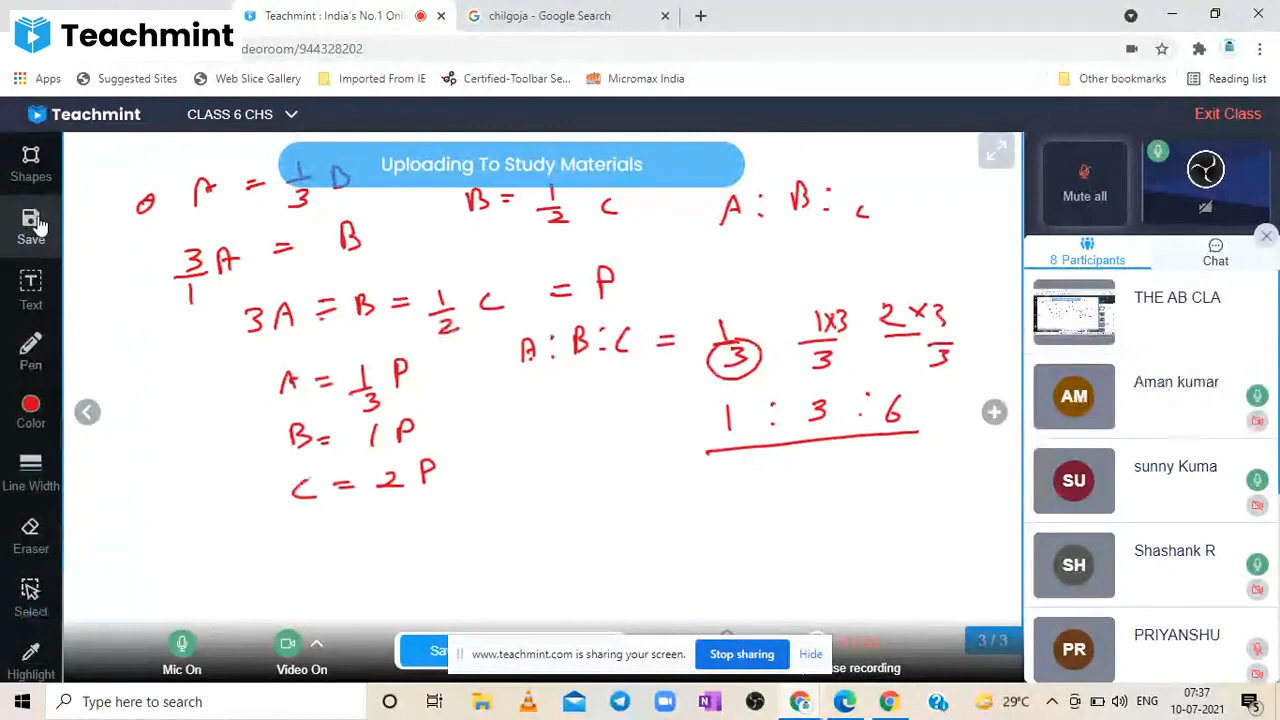 Teachmint : India's No.1 Onli
chilgoja - Google Search
Teachmint
deoroom/944328202
Apps Suggested Sites Web Slice Gallery Imported From IE Certified-Toolbar Se... Micromax India Other bookmarks Reading list
Teachmint CLASS 6 CHS Exit Class
Uploading To Study Materials
Shapes
Save
Text
Pen
Color
Line Width
Eraser
Select
Highlight
A = 1/3 B B = 1/2 C A : B : C
3/1 A = B
3A = B = 1/2 C = P
A : B : C = 1/3 1×3/3 2×3/3
A = 1/3 P
1 : 3 : 6
B = 1 P
C = 2 P
Mute all
8 Participants Chat
THE AB CLA
AM Aman kumar
SU sunny Kuma
SH Shashank R
PR PRIYANSHU
3 / 3
Mic On Video On
www.teachmint.com is sharing your screen. Stop sharing Hide
recording
Type here to search
29°C
07:37
10-07-2021
5